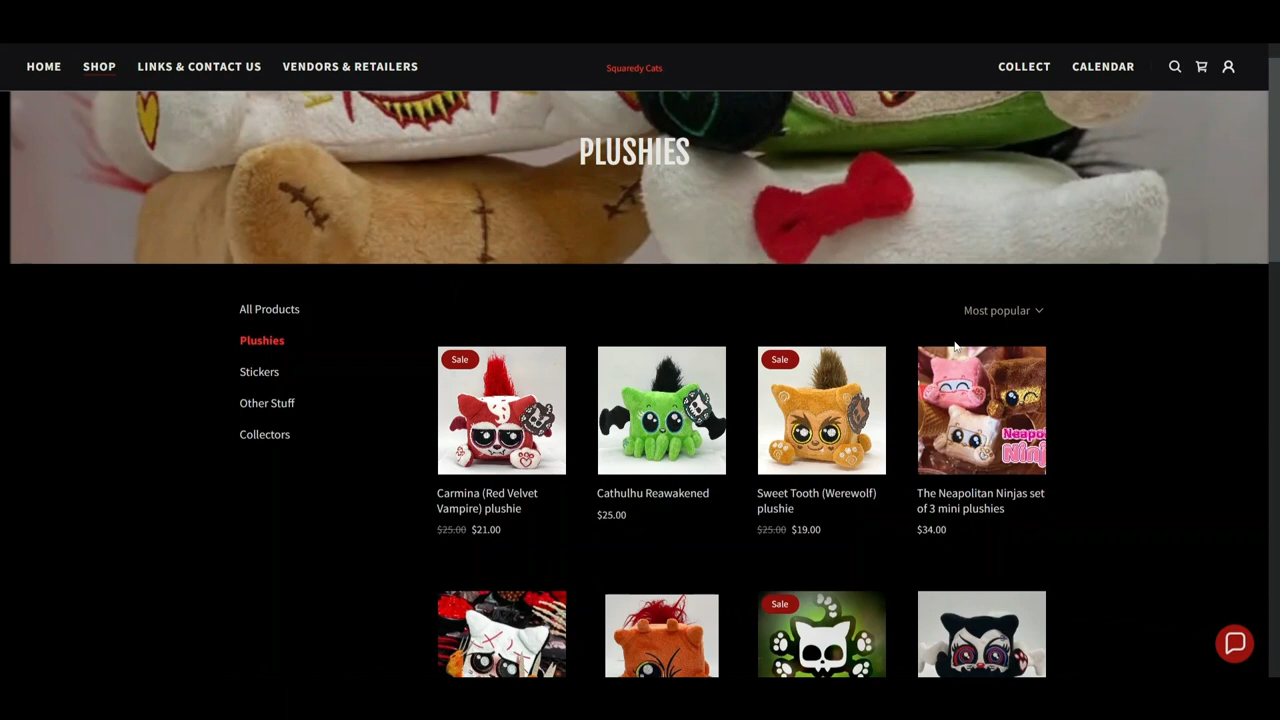 HOME SHOP LINKS & CONTACT US VENDORS & RETAILERS Squaredy Cats COLLECT CALENDAR
PLUSHIES
All Products
Plushies
Stickers
Other Stuff
Collectors
Most popular
Sale
Sale
Neapol
Ninj
Carmina (Red Velvet
Vampire) plushie
$25.00 $21.00
Cathulhu Reawakened
$25.00
Sweet Tooth (Werewolf)
plushie
$25.00 $19.00
The Neapolitan Ninjas set
of 3 mini plushies
$34.00
Sale